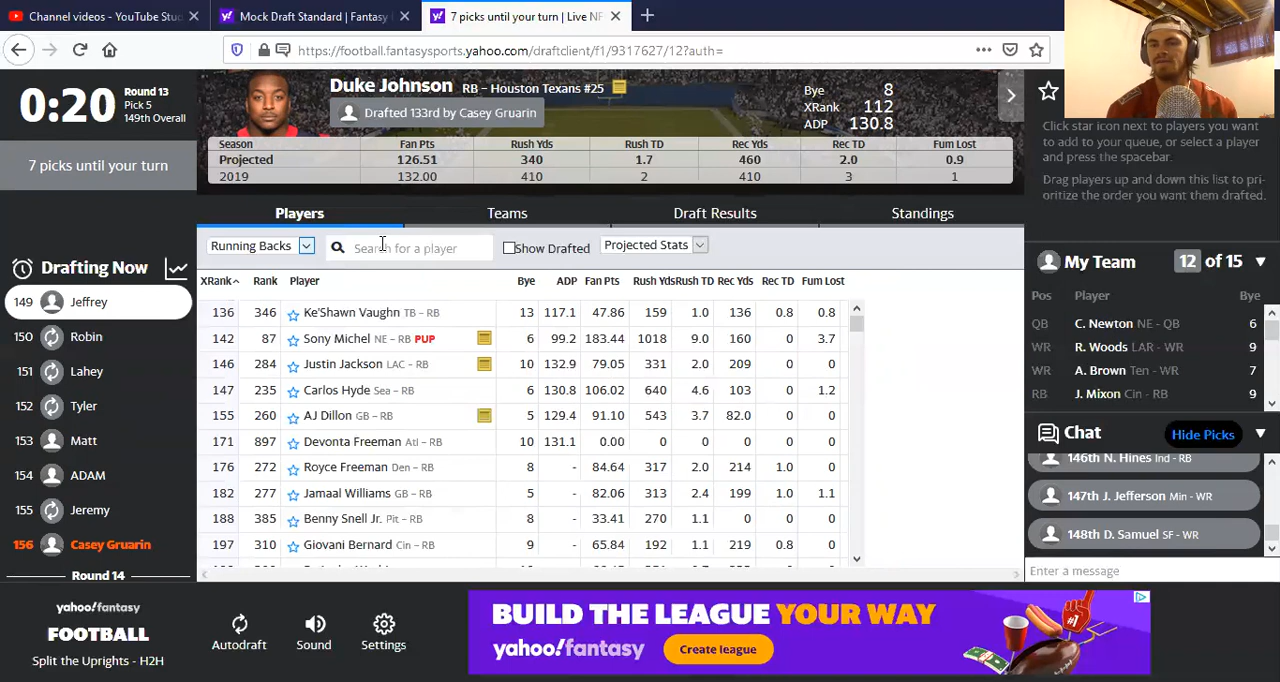 Channel videos - YouTube Stu
Mock Draft Standard | Fantasy
7 picks until your turn | Live NF
https://football.fantasysports.yahoo.com/draftclient/f1/9317627/12?auth=
0:20
Round 13
Pick 5
149th Overall
7 picks until your turn
Duke Johnson RB – Houston Texans #25
Drafted 133rd by Casey Gruarin
Bye 8
XRank 112
ADP 130.8
Season Fan Pts Rush Yds Rush TD Rec Yds Rec TD Fum Lost
Projected 126.51 340 1.7 460 2.0 0.9
2019 132.00 410 2 410 3 1
Click star icon next to players you want
to add to your queue, or select a player
and press the spacebar.
Drag players up and down this list to pri-
oritize the order you want them drafted.
Players Teams Draft Results Standings
Running Backs Search for a player Show Drafted Projected Stats
XRank Rank Player Bye ADP Fan Pts Rush Yds Rush TD Rec Yds Rec TD Fum Lost
136 346 Ke'Shawn Vaughn TB – RB 13 117.1 47.86 159 1.0 136 0.8 0.8
142 87 Sony Michel NE – RB PUP 6 99.2 183.44 1018 9.0 160 0 3.7
146 284 Justin Jackson LAC – RB 10 132.9 79.05 331 2.0 209 0 0
147 235 Carlos Hyde Sea – RB 6 130.8 106.02 640 4.6 103 0 1.2
155 260 AJ Dillon GB – RB 5 129.4 91.10 543 3.7 82.0 0 0
171 897 Devonta Freeman Atl – RB 10 131.1 0.00 0 0 0 0 0
176 272 Royce Freeman Den – RB 8 - 84.64 317 2.0 214 1.0 0
182 277 Jamaal Williams GB – RB 5 - 82.06 313 2.4 199 1.0 1.1
188 385 Benny Snell Jr. Pit – RB 8 - 33.41 270 1.1 0 0 0
197 310 Giovani Bernard Cin – RB 9 - 65.84 192 1.1 219 0.8 0
Drafting Now
149 Jeffrey
150 Robin
151 Lahey
152 Tyler
153 Matt
154 ADAM
155 Jeremy
156 Casey Gruarin
Round 14
My Team 12 of 15
Pos Player Bye
QB C. Newton NE - QB 6
WR R. Woods LAR - WR 9
WR A. Brown Ten - WR 7
RB J. Mixon Cin - RB 9
Chat Hide Picks
146th N. Hines Ind - RB
147th J. Jefferson Min - WR
148th D. Samuel SF - WR
Enter a message
yahoo!fantasy
FOOTBALL
Split the Uprights - H2H
Autodraft
Sound
Settings
BUILD THE LEAGUE YOUR WAY
yahoo!fantasy
Create league
#1